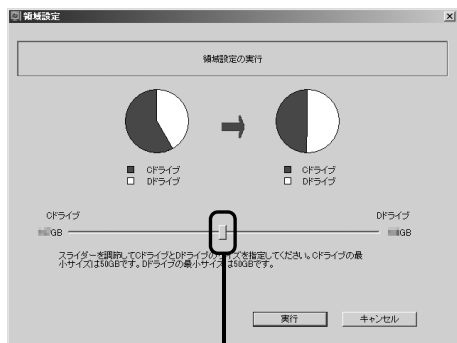 領域設定
領域設定の実行
Cドライブ
Dドライブ
Cドライブ
Dドライブ
Cドライブ
GB
Dドライブ
GB
スライダーを調節してCドライブとDドライブのサイズを指定してください。Cドライブの最
小サイズは50GBです。Dドライブの最小サイズは50GBです。
実行
キャンセル